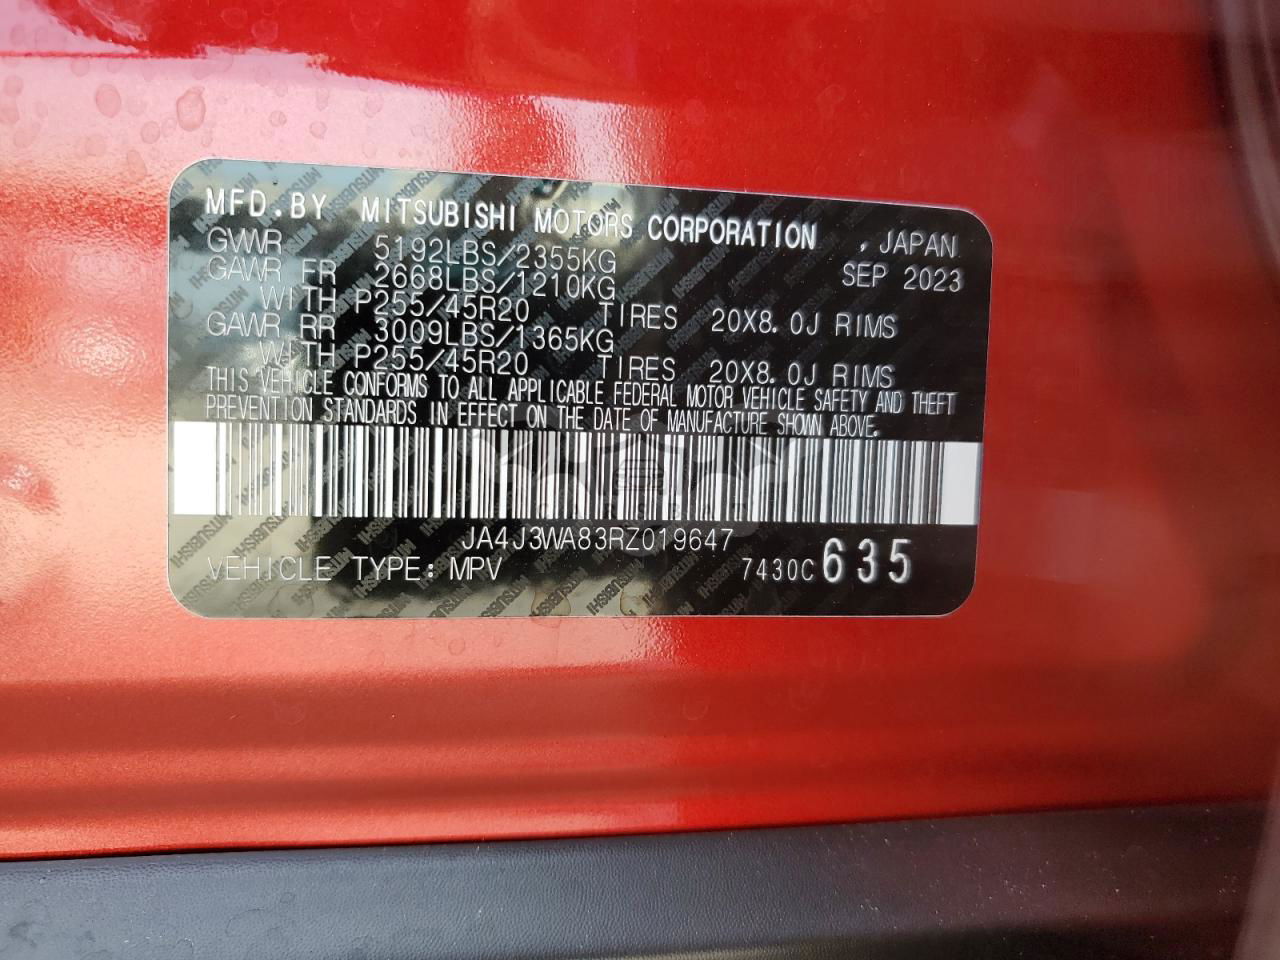 MFD.BY MITSUBISHI MOTORS CORPORATION , JAPAN
GVWR 5192LBS/2355KG SEP 2023
GAWR FR 2668LBS/1210KG
WITH P255/45R20 TIRES 20X8.0J RIMS
GAWR RR 3009LBS/1365KG
WITH P255/45R20 TIRES 20X8.0J RIMS
THIS VEHICLE CONFORMS TO ALL APPLICABLE FEDERAL MOTOR VEHICLE SAFETY AND THEFT
PREVENTION STANDARDS IN EFFECT ON THE DATE OF MANUFACTURE SHOWN ABOVE.
JA4J3WA83RZ019647
VEHICLE TYPE: MPV 7430C 635